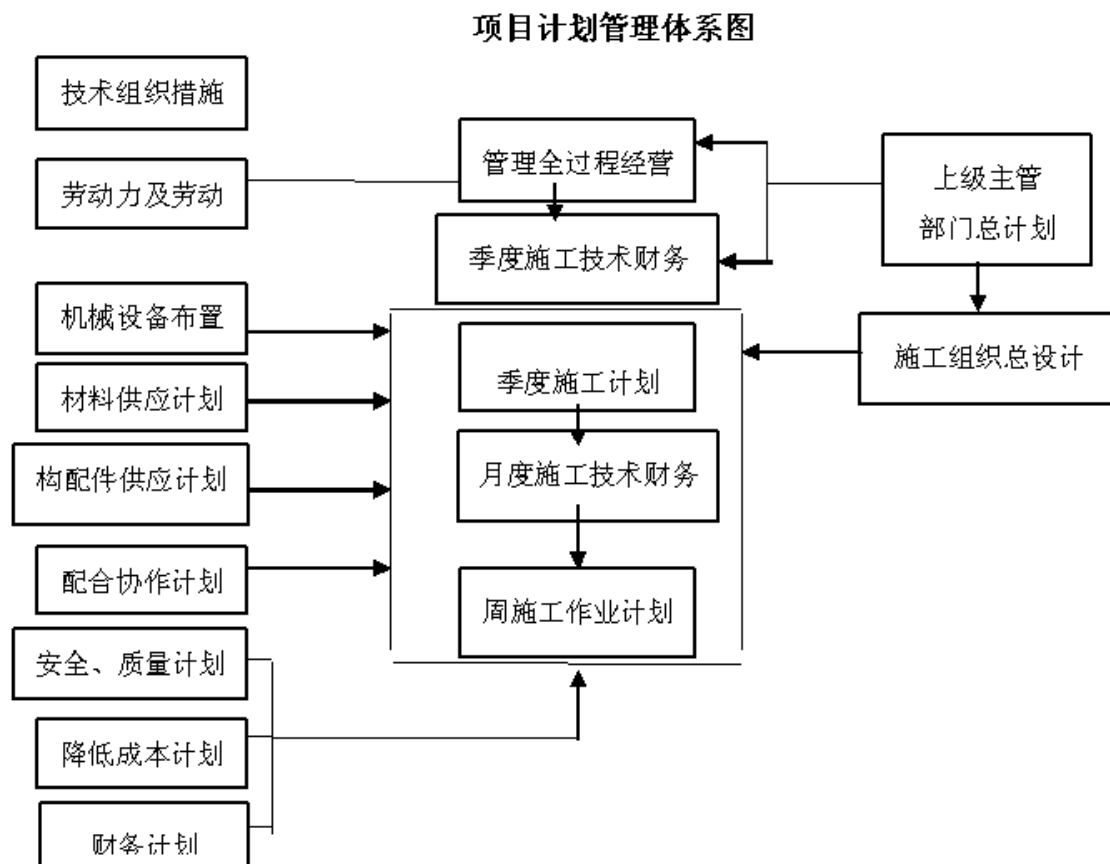 项目计划管理体系图
技术组织措施
劳动力及劳动
机械设备布置
材料供应计划
构配件供应计划
配合协作计划
安全、质量计划
降低成本计划
财务计划
管理全过程经营
季度施工技术财务
季度施工计划
月度施工技术财务
周施工作业计划
上级主管
部门总计划
施工组织总设计